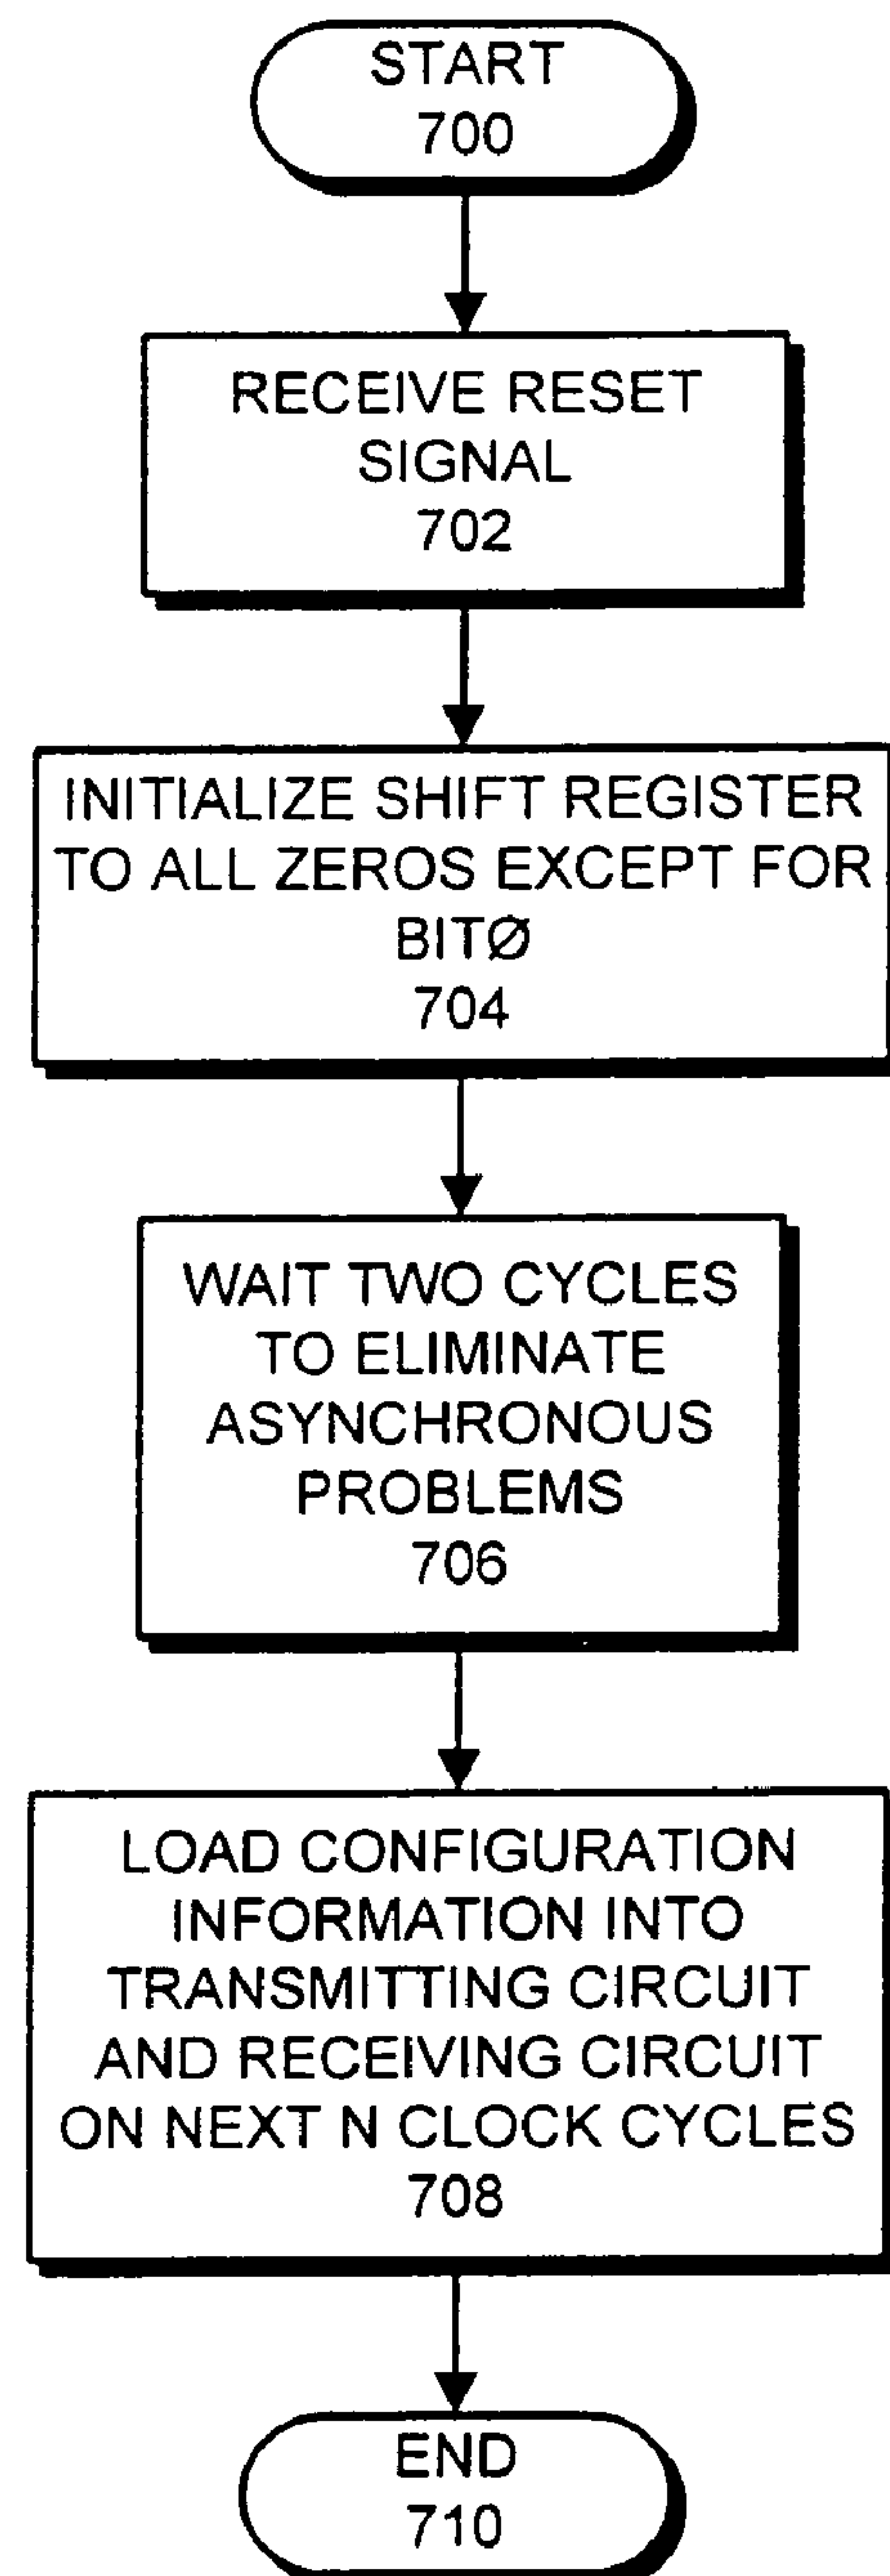 START
700
RECEIVE RESET
SIGNAL
702
INITIALIZE SHIFT REGISTER
TO ALL ZEROS EXCEPT FOR
BITØ
704
WAIT TWO CYCLES
TO ELIMINATE
ASYNCHRONOUS
PROBLEMS
706
LOAD CONFIGURATION
INFORMATION INTO
TRANSMITTING CIRCUIT
AND RECEIVING CIRCUIT
ON NEXT N CLOCK CYCLES
708
END
710